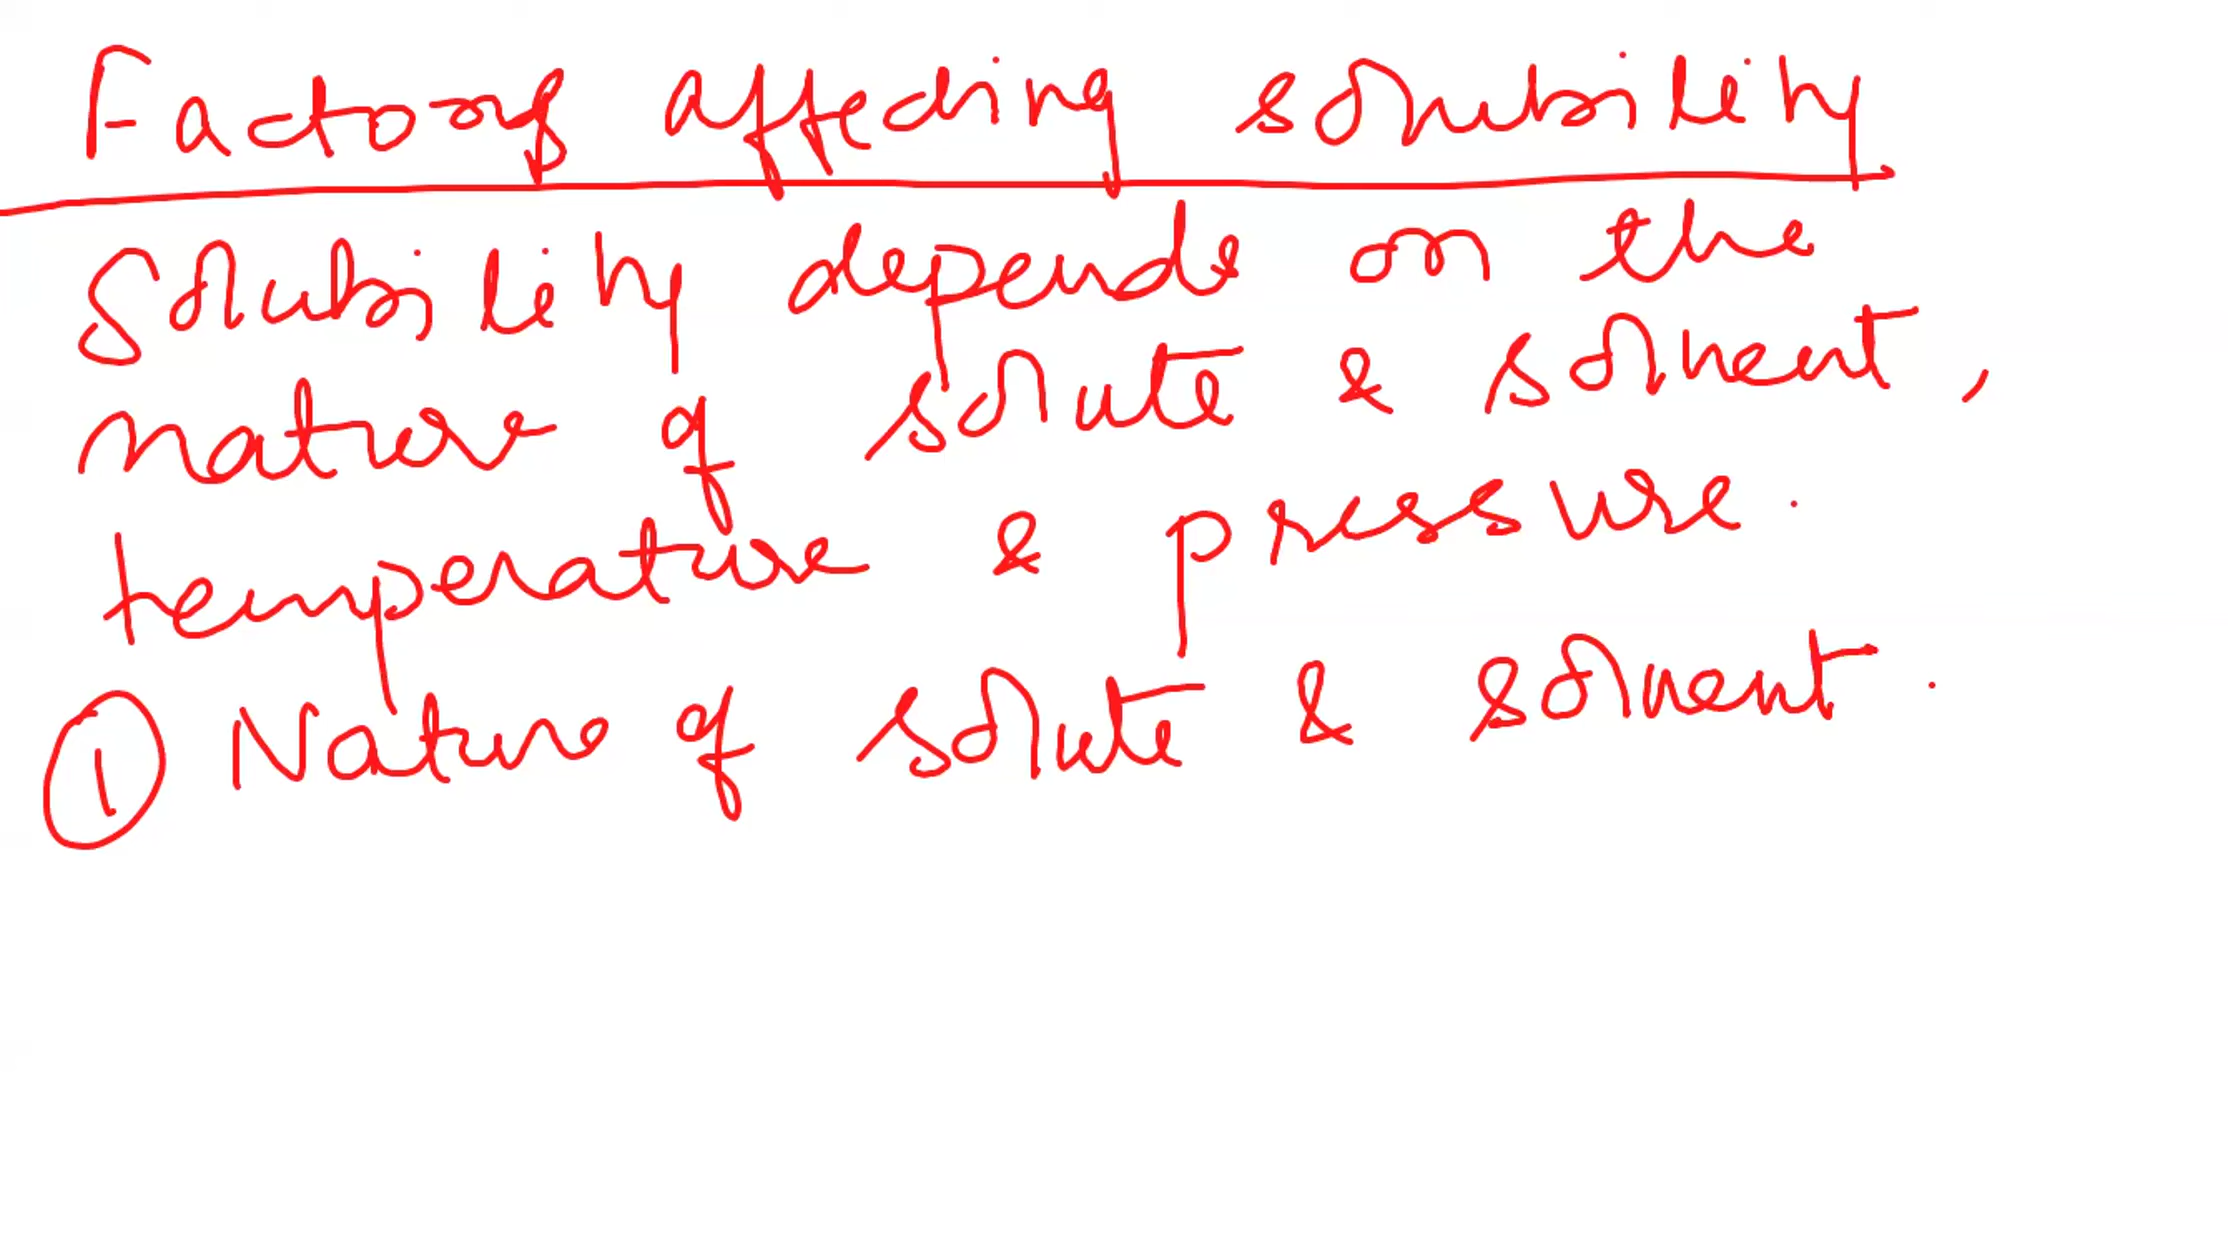 Factors affecting solubility
Solubility depends on the
nature of solute & solvent,
temperature & pressure.
① Nature of solute & solvent.